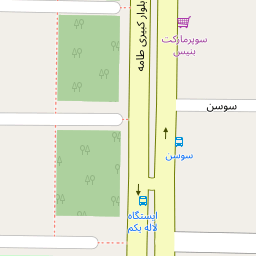 بلوار کبیری طامه
سوپرمارکت
بنیس
سوسن
سوسن
ایستگاه
لاله یکم